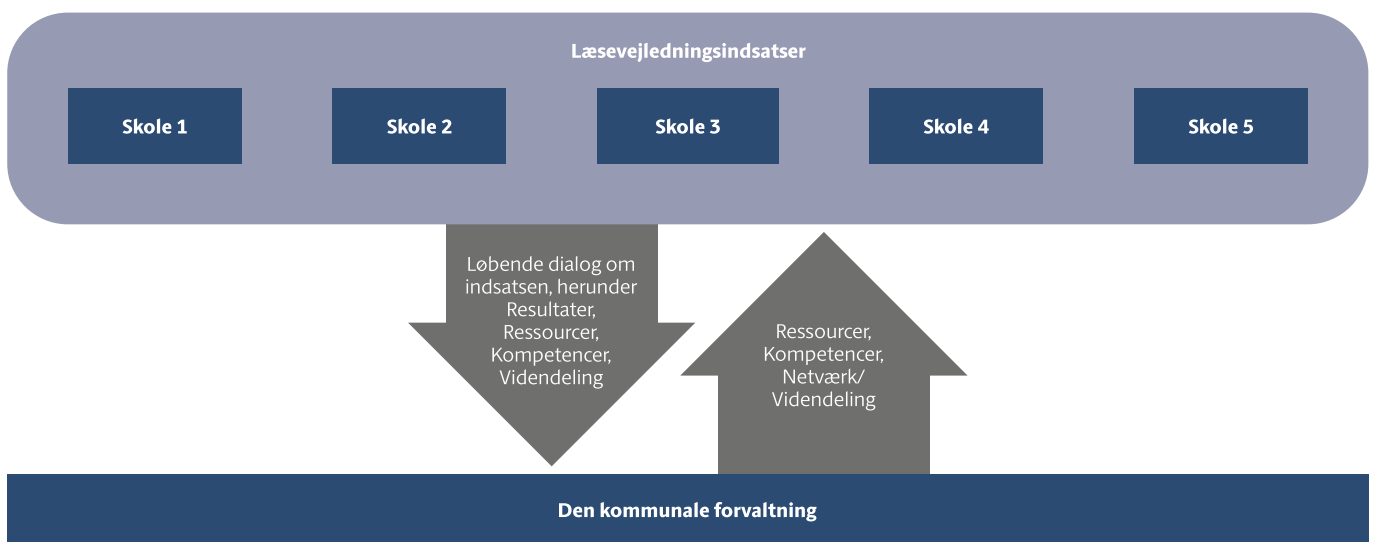 Læsevejledningsindsatser
Skole 1
Skole 2
Skole 3
Skole 4
Skole 5
Løbende dialog om
indsatsen, herunder
Resultater,
Ressourcer,
Kompetencer,
Videndeling
Ressourcer,
Kompetencer,
Netværk/
Videndeling
Den kommunale forvaltning